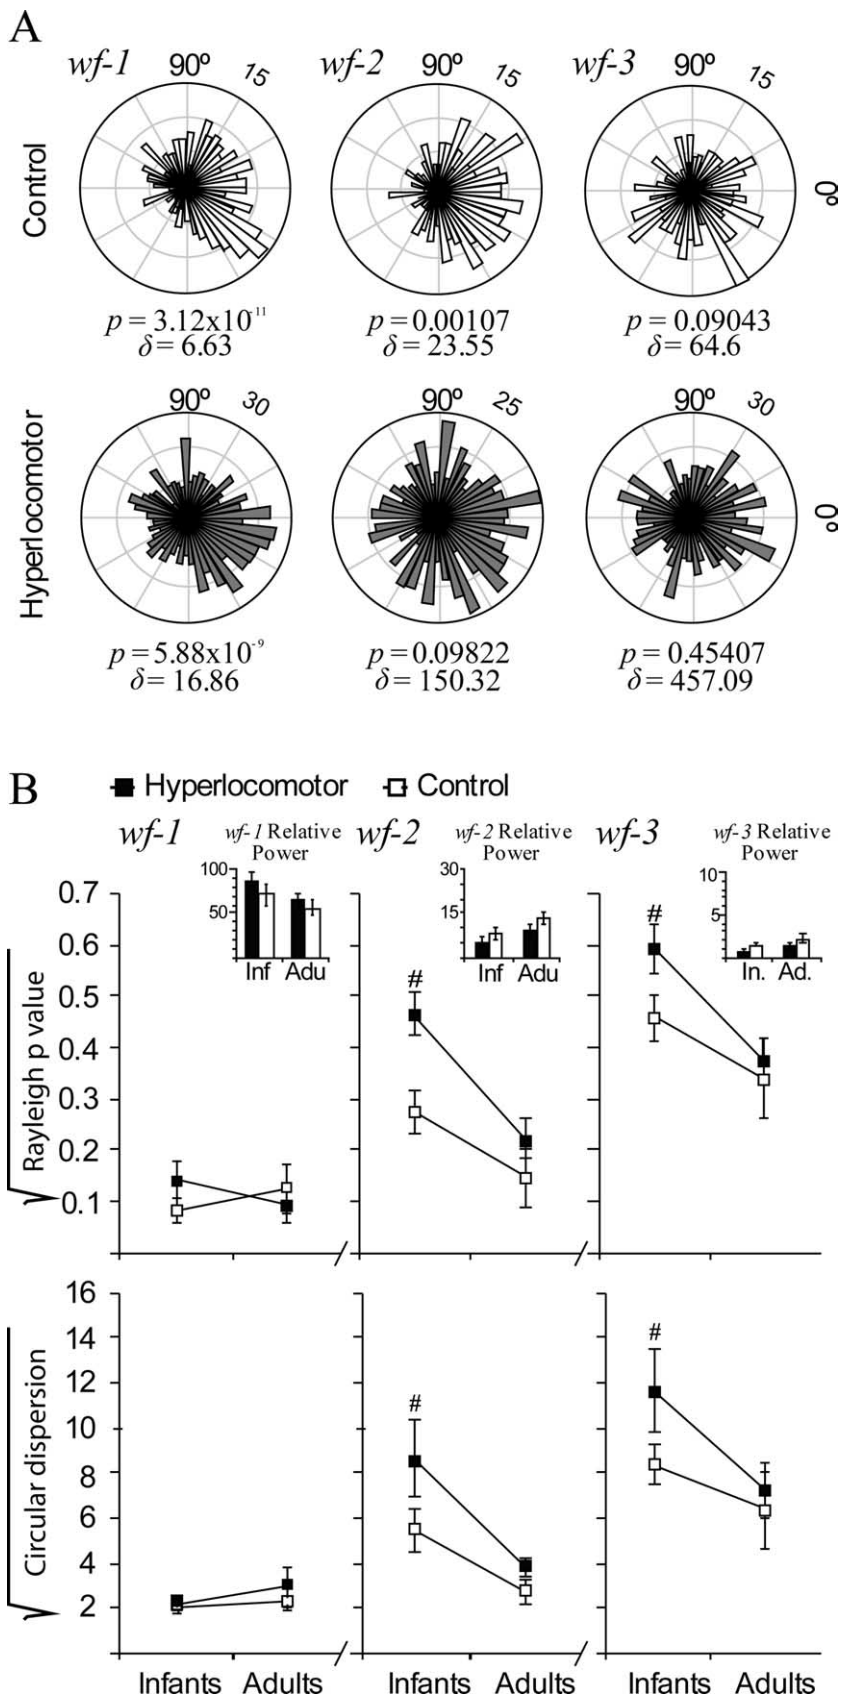 A
wf-1 90º 15 wf-2 90º 15 wf-3 90º 15
Control
0º
p = 3.12x10-11 p = 0.00107 p = 0.09043
δ = 6.63 δ = 23.55 δ = 64.6
Hyperlocomotor
90º 30 90º 25 90º 30
0º
p = 5.88x10-9 p = 0.09822 p = 0.45407
δ = 16.86 δ = 150.32 δ = 457.09
B
Hyperlocomotor Control
wf-1 wf-2 wf-3
wf-1 Relative
Power
100
50
Inf Adu
wf-2 Relative
Power
30
15
Inf Adu
wf-3 Relative
Power
10
5
In. Ad.
√ Rayleigh p value
0.7
0.6
0.5
0.4
0.3
0.2
0.1
# #
√ Circular dispersion
16
14
12
10
8
6
4
2
# #
Infants Adults Infants Adults Infants Adults